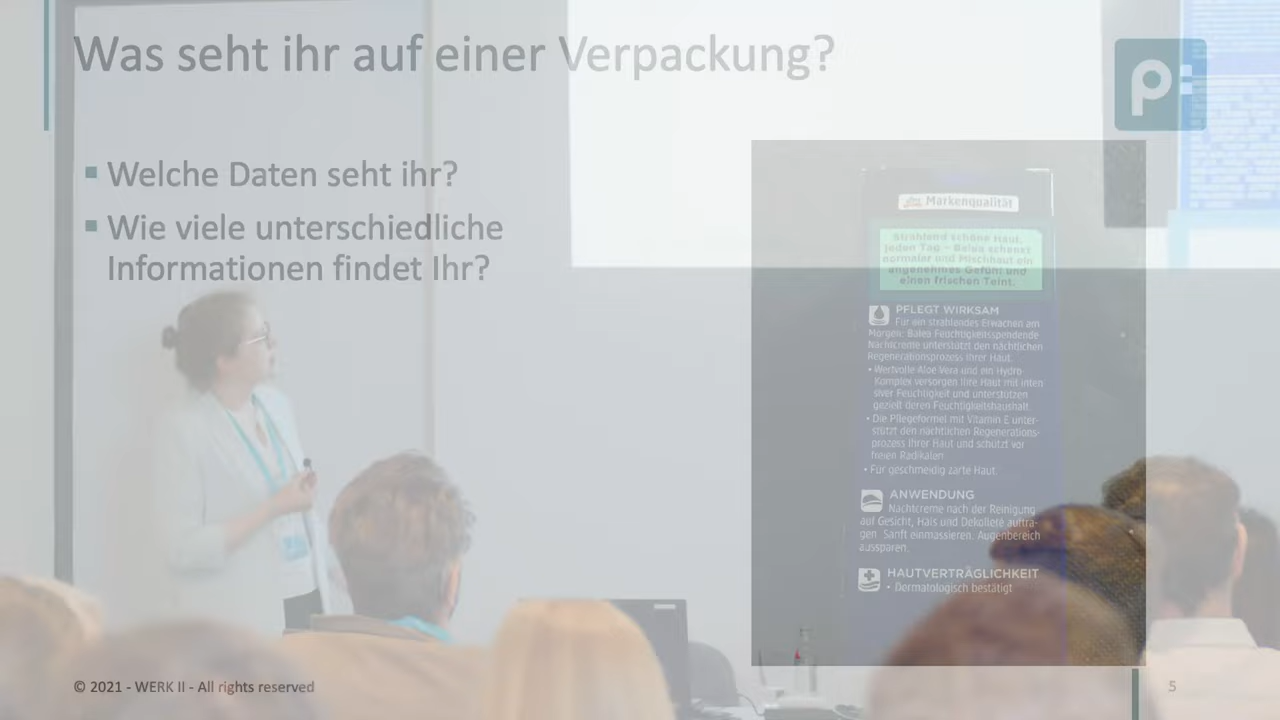 Was seht ihr auf einer Verpackung?
Welche Daten seht ihr?
Wie viele unterschiedliche
Informationen findet Ihr?
Markenqualität
Strahlend schöne Haut,
jeden Tag – Balea schenkt
normaler und Mischhaut ein
angenehmes Gefühl und
einen frischen Teint.
PFLEGT WIRKSAM
Für ein strahlendes Erwachen am
Morgen: Balea Feuchtigkeitsspendende
Nachtcreme unterstützt den nächtlichen
Regenerationsprozess Ihrer Haut.
• Wertvolle Aloe Vera und ein Hydro-
Komplex versorgen Ihre Haut mit inten
siver Feuchtigkeit und unterstützen
gezielt deren Feuchtigkeitshaushalt.
• Die Pflegeformel mit Vitamin E unter-
stützt den nächtlichen Regenerations-
prozess Ihrer Haut und schützt vor
freien Radikalen.
• Für geschmeidig zarte Haut.
ANWENDUNG
Nachtcreme nach der Reinigung
auf Gesicht, Hals und Dekolleté auftra-
gen. Sanft einmassieren. Augenbereich
aussparen.
HAUTVERTRÄGLICHKEIT
• Dermatologisch bestätigt
© 2021 - WERK II - All rights reserved
5